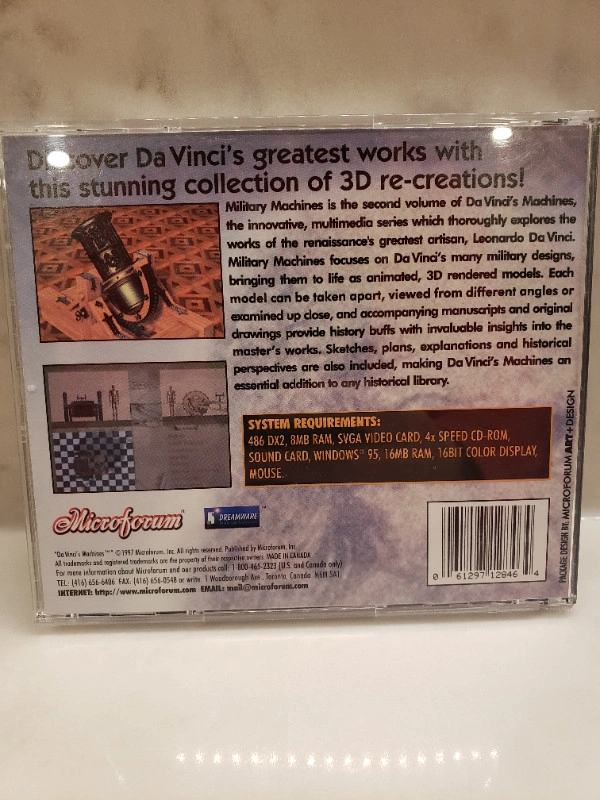 Discover Da Vinci's greatest works with
this stunning collection of 3D re-creations!
Military Machines is the second volume of Da Vinci's Machines,
the innovative, multimedia series which thoroughly explores the
works of the renaissance's greatest artisan, Leonardo Da Vinci.
Military Machines focuses on Da Vinci's many military designs,
bringing them to life as animated, 3D rendered models. Each
model can be taken apart, viewed from different angles or
examined up close, and accompanying manuscripts and original
drawings provide history buffs with invaluable insights into the
master's works. Sketches, plans, explanations and historical
perspectives are also included, making Da Vinci's Machines an
essential addition to any historical library.
SYSTEM REQUIREMENTS:
486 DX2, 8MB RAM, SVGA VIDEO CARD, 4x SPEED CD-ROM,
SOUND CARD, WINDOWS® 95, 16MB RAM, 16BIT COLOR DISPLAY,
MOUSE.
Microforum™
DREAMWARE™
"Da Vinci's Machines™" ©1997 Microforum, Inc. All rights reserved. Published by Microforum, Inc.
All trademarks and registered trademarks are the property of their respective owners. MADE IN CANADA
For more information about Microforum and our products call: 1-800-465-2323 (U.S. and Canada only)
TEL. (416) 656-6406 FAX. (416) 656-0548 or write: 1 Woodborough Ave., Toronto, Canada M6M 5A1
INTERNET: http://www.microforum.com EMAIL: mail@microforum.com
0 61297 12846 4
PACKAGE DESIGN BY: MICROFORUM ART+DESIGN